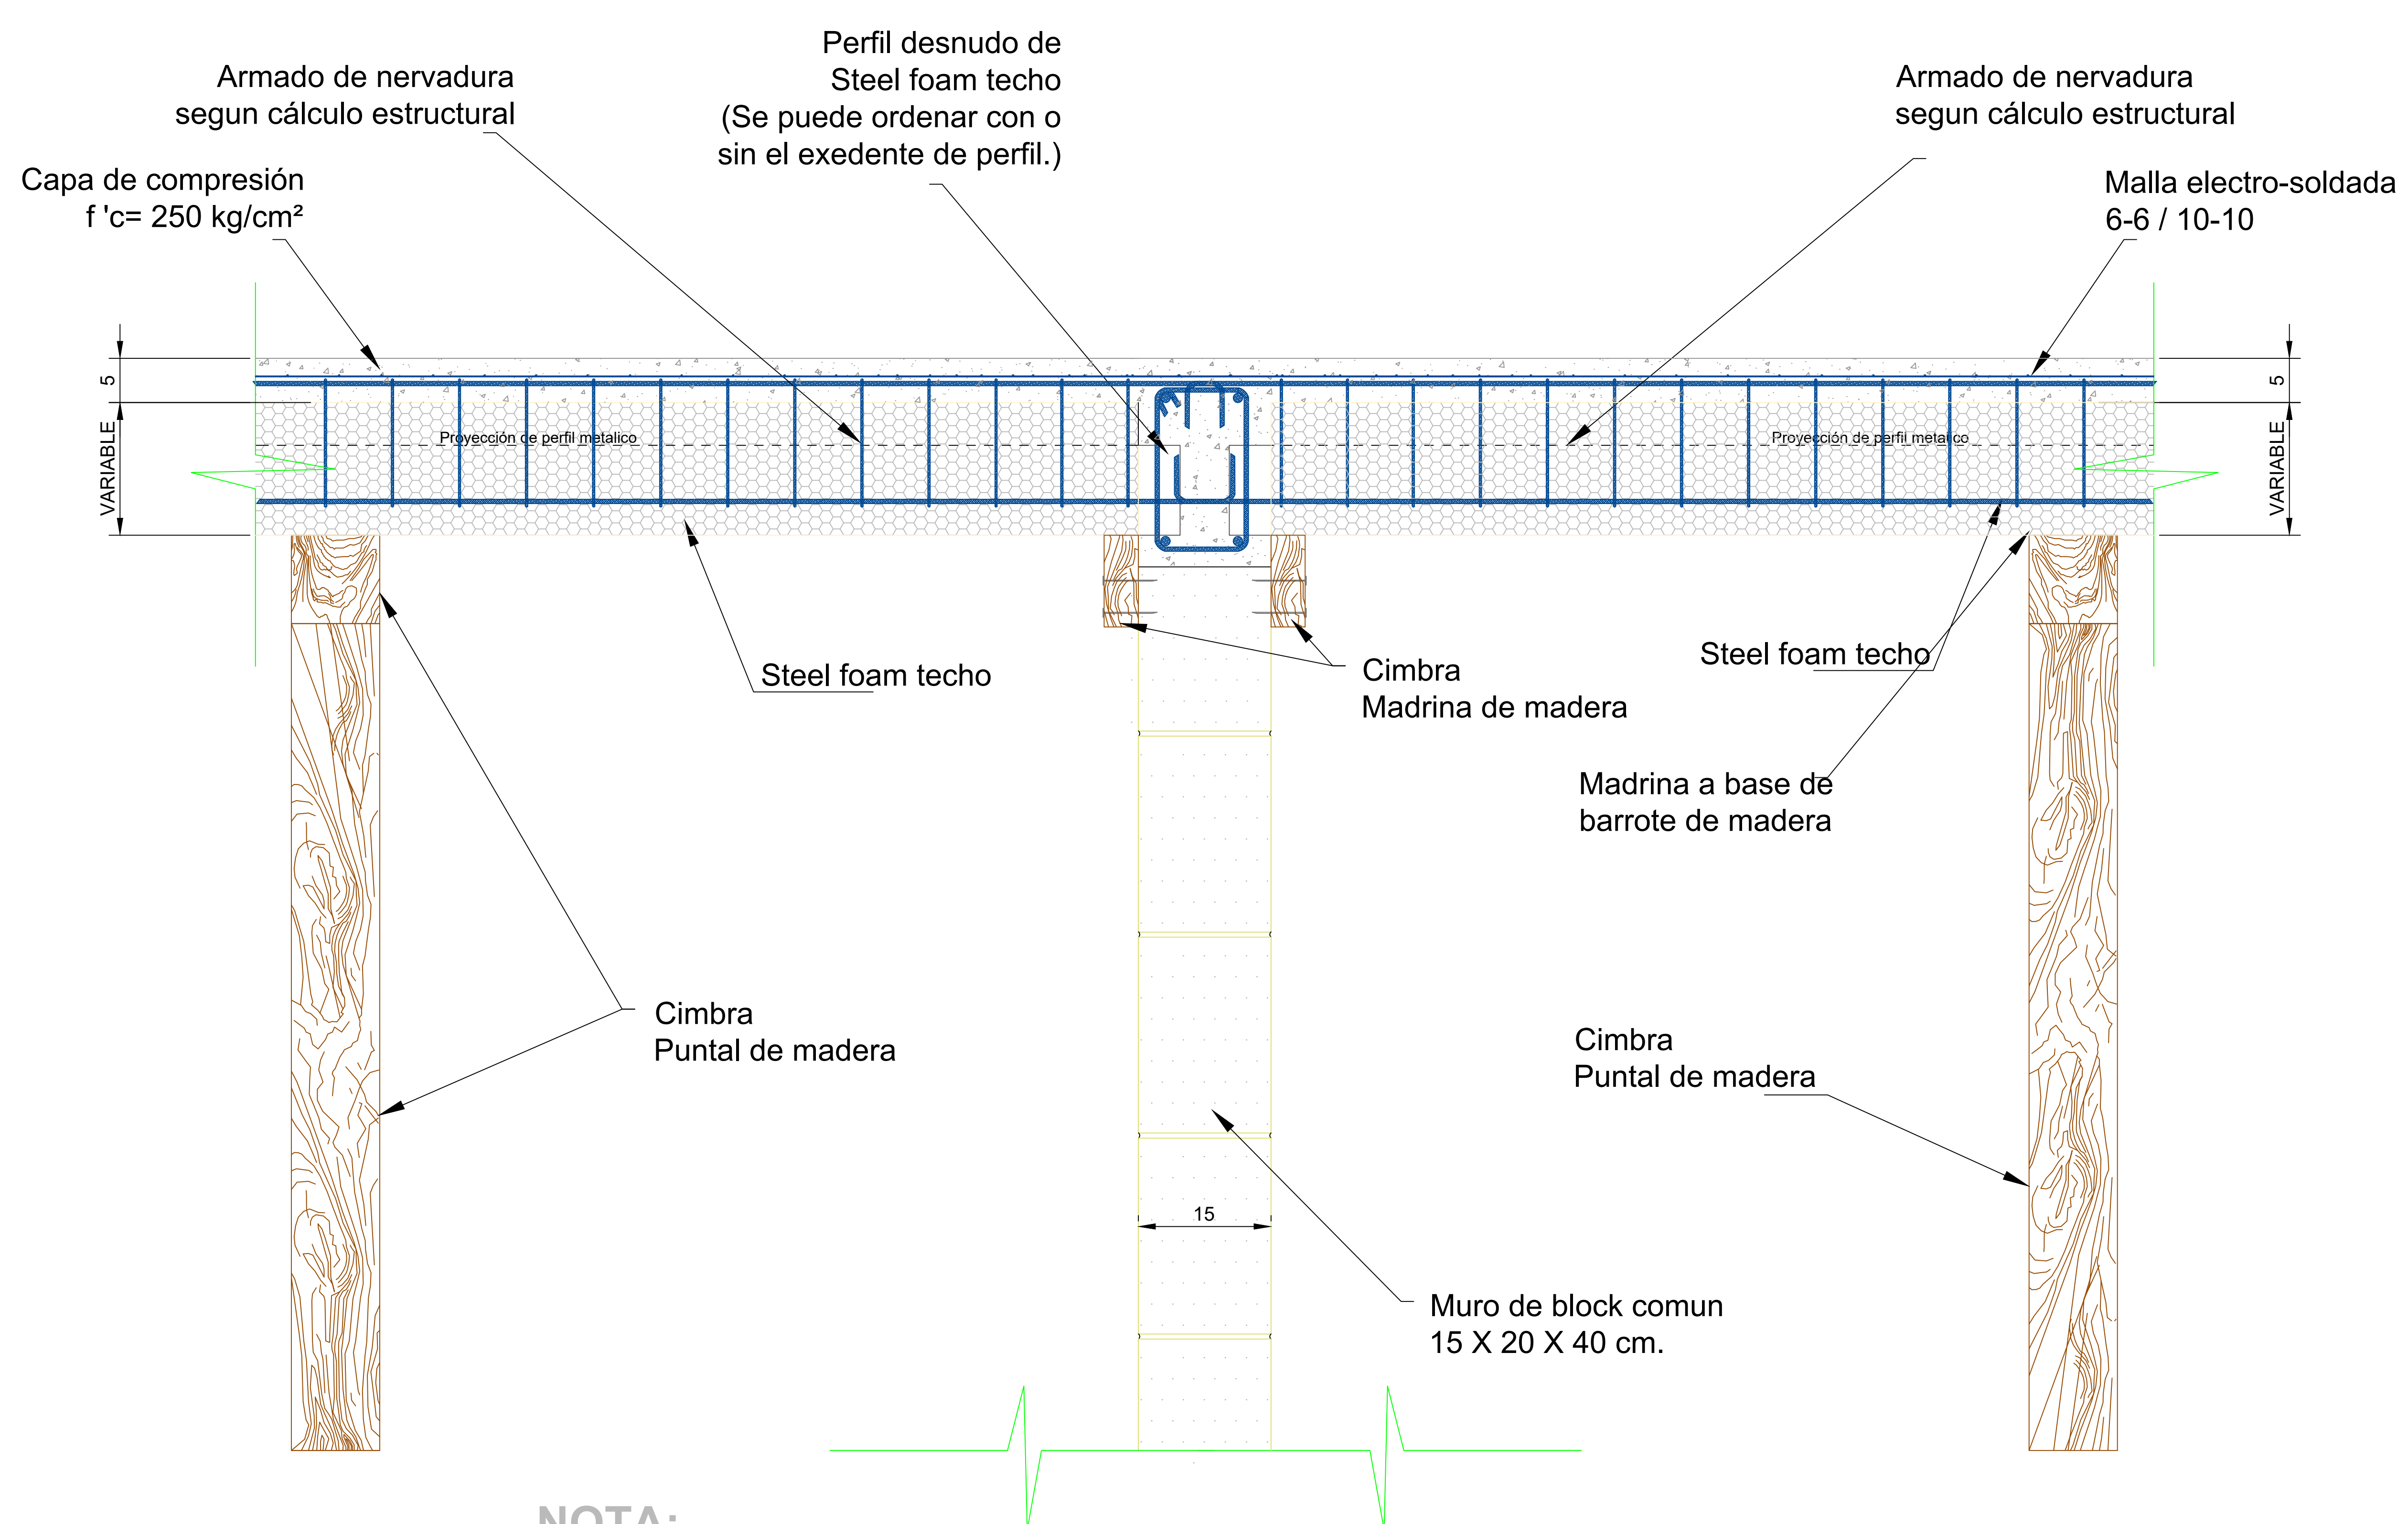 Perfil desnudo de
Steel foam techo
(Se puede ordenar con o
sin el exedente de perfil.)
Armado de nervadura
segun cálculo estructural
Armado de nervadura
segun cálculo estructural
Capa de compresión
f 'c= 250 kg/cm²
Malla electro-soldada
6-6 / 10-10
5
5
VARIABLE
Proyección de perfil metalico
Proyección de perfil metalico
VARIABLE
Steel foam techo
Cimbra
Madrina de madera
Steel foam techo
Madrina a base de
barrote de madera
Cimbra
Puntal de madera
Cimbra
Puntal de madera
15
Muro de block comun
15 X 20 X 40 cm.
NOTA: